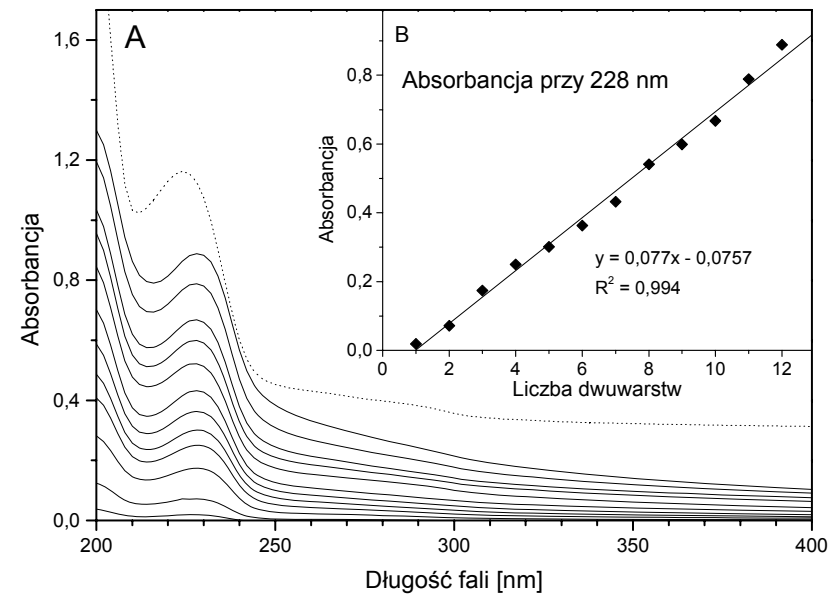 A
1,6
1,2
0,8
0,4
0,0
200
250
300
350
400
Absorbancja
Długość fali [nm]
B
Absorbancja przy 228 nm
0,8
0,6
0,4
0,2
0,0
0
2
4
6
8
10
12
Absorbancja
Liczba dwuwarstw
y = 0,077x - 0,0757
R² = 0,994